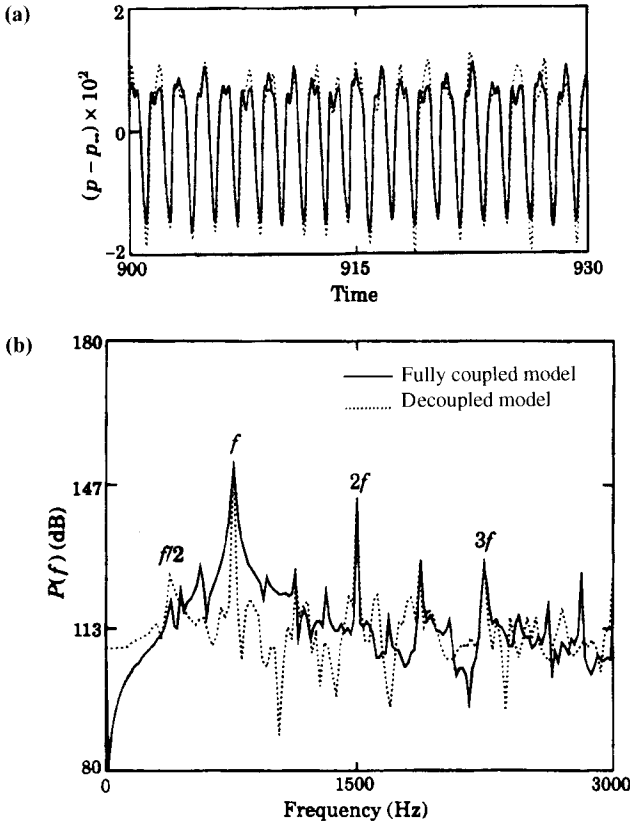 (a)
2
0
−2
(p − p∞) × 10²
900
915
930
Time
(b)
180
147
113
80
P(f) (dB)
Fully coupled model
Decoupled model
f/2
f
2f
3f
0
1500
3000
Frequency (Hz)